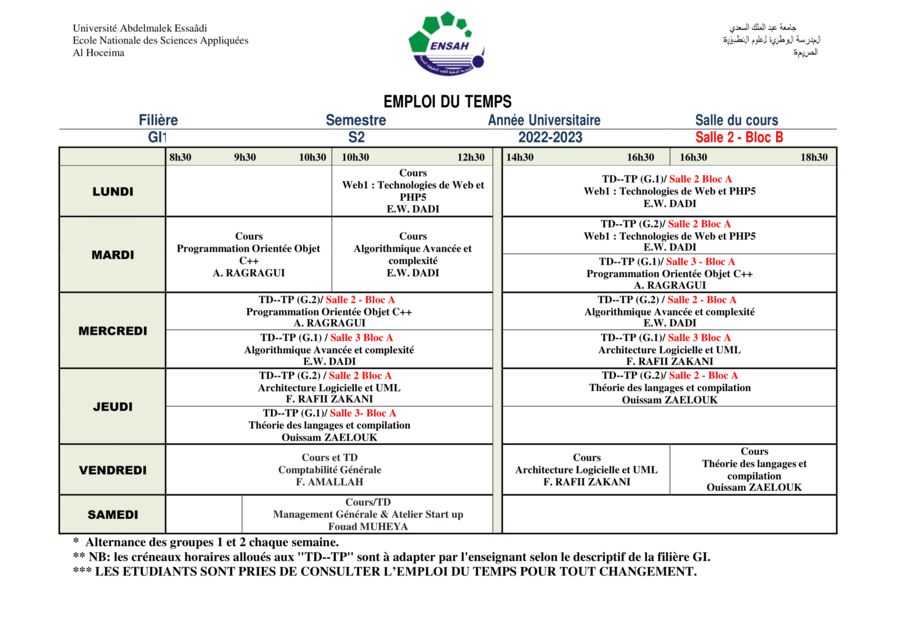 Université Abdelmalek Essaâdi
Ecole Nationale des Sciences Appliquées
Al Hoceima
ENSAH
جامعة عبد الملك السعدي
المدرسة الوطنية للعلوم التطبيقية
الحسيمة
EMPLOI DU TEMPS
Filière Semestre Année Universitaire Salle du cours
GI1 S2 2022-2023 Salle 2 - Bloc B
8h30 9h30 10h30 10h30 12h30 14h30 16h30 16h30 18h30
LUNDI
Cours
Web1 : Technologies de Web et
PHP5
E.W. DADI
TD--TP (G.1)/ Salle 2 Bloc A
Web1 : Technologies de Web et PHP5
E.W. DADI
MARDI
Cours
Programmation Orientée Objet
C++
A. RAGRAGUI
Cours
Algorithmique Avancée et
complexité
E.W. DADI
TD--TP (G.2)/ Salle 2 Bloc A
Web1 : Technologies de Web et PHP5
E.W. DADI
TD--TP (G.1)/ Salle 3 - Bloc A
Programmation Orientée Objet C++
A. RAGRAGUI
MERCREDI
TD--TP (G.2)/ Salle 2 - Bloc A
Programmation Orientée Objet C++
A. RAGRAGUI
TD--TP (G.1) / Salle 3 Bloc A
Algorithmique Avancée et complexité
E.W. DADI
TD--TP (G.2) / Salle 2 - Bloc A
Algorithmique Avancée et complexité
E.W. DADI
TD--TP (G.1)/ Salle 3 Bloc A
Architecture Logicielle et UML
F. RAFII ZAKANI
JEUDI
TD--TP (G.2) / Salle 2 Bloc A
Architecture Logicielle et UML
F. RAFII ZAKANI
TD--TP (G.1)/ Salle 3- Bloc A
Théorie des langages et compilation
Ouissam ZAELOUK
TD--TP (G.2)/ Salle 2 - Bloc A
Théorie des langages et compilation
Ouissam ZAELOUK
VENDREDI
Cours et TD
Comptabilité Générale
F. AMALLAH
Cours
Architecture Logicielle et UML
F. RAFII ZAKANI
Cours
Théorie des langages et
compilation
Ouissam ZAELOUK
SAMEDI
Cours/TD
Management Générale & Atelier Start up
Fouad MUHEYA
* Alternance des groupes 1 et 2 chaque semaine.
** NB: les créneaux horaires alloués aux "TD--TP" sont à adapter par l'enseignant selon le descriptif de la filière GI.
*** LES ETUDIANTS SONT PRIES DE CONSULTER L’EMPLOI DU TEMPS POUR TOUT CHANGEMENT.